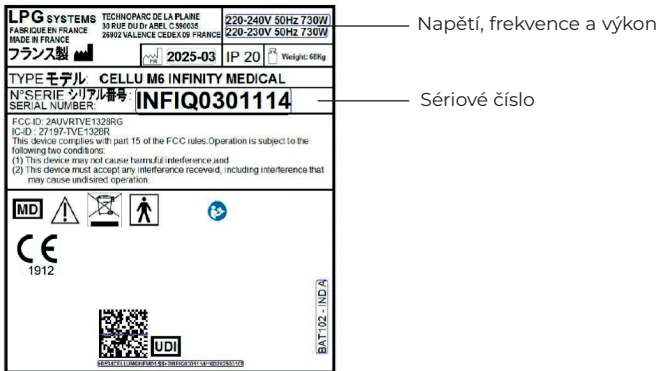 LPG SYSTEMS
FABRIQUE EN FRANCE
MADE IN FRANCE
フランス製
TECHNOPARC DE LA PLAINE
30 RUE DU Dr ABEL CS90035
26902 VALENCE CEDEX 09 FRANCE
220-240V 50Hz 730W
220-230V 50Hz 730W
Napětí, frekvence a výkon
FR
2025-03
IP 20
Weight: 68Kg
TYPE モデル: CELLU M6 INFINITY MEDICAL
N°SERIE シリアル番号:
SERIAL NUMBER:
INFIQ0301114
Sériové číslo
FCC-ID: 2AUVRTVE1328RG
IC-ID : 27197-TVE1328R
This device complies with part 15 of the FCC rules.Operation is subject to the
following two conditions:
(1) This device may not cause harmuful interference,and
(2) This device must accept any interference receveid, including interference that
may cause undisired operation.
MD
CE
1912
UDI
BAT102 - IND A